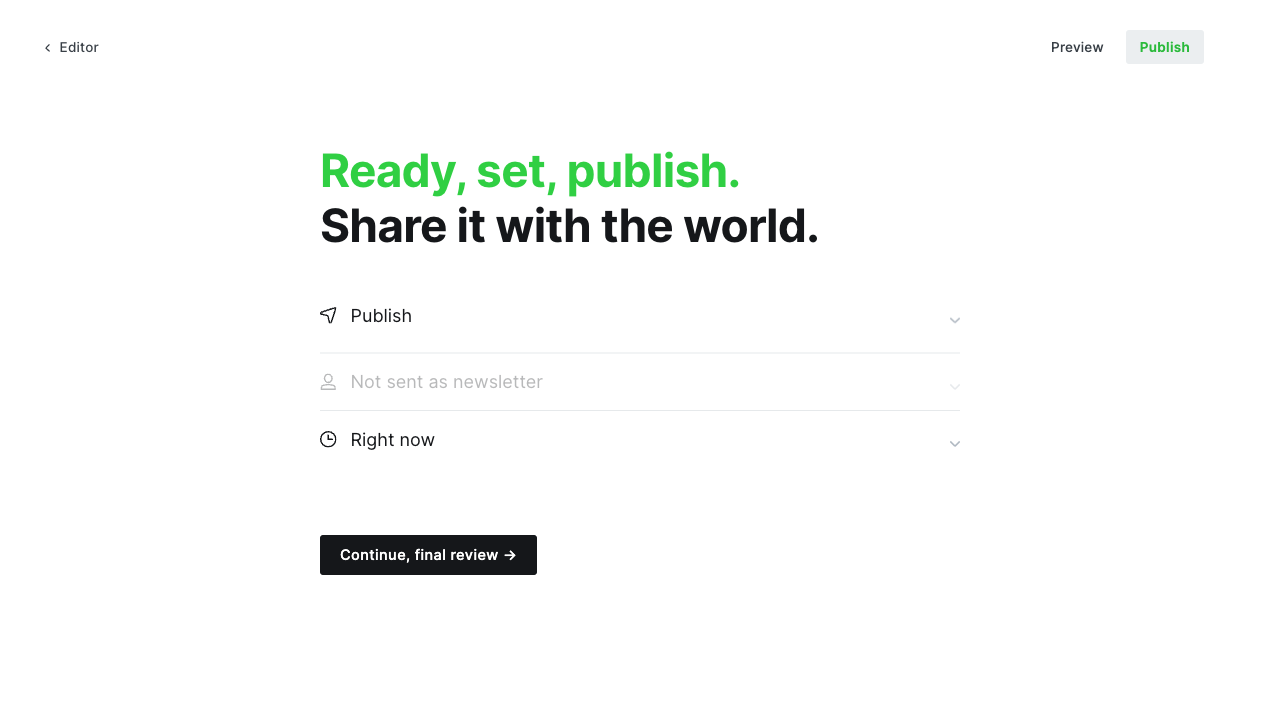 Editor
Preview
Publish
Ready, set, publish.
Share it with the world.
Publish
Not sent as newsletter
Right now
Continue, final review →